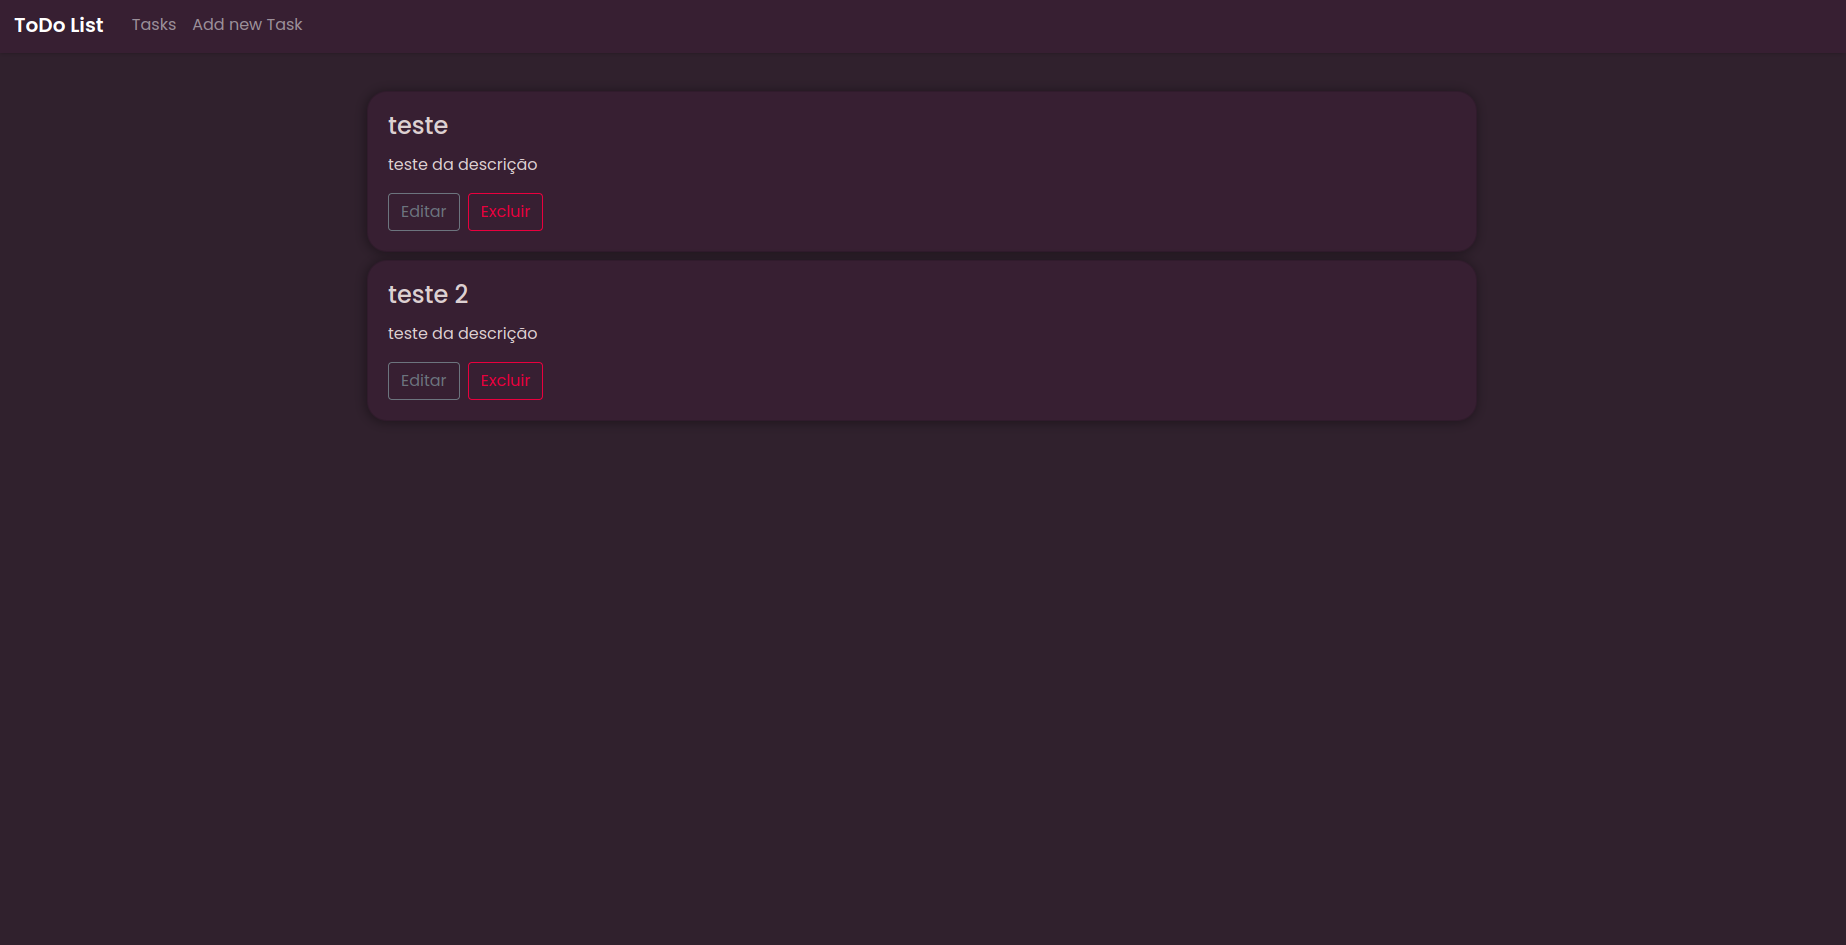 ToDo List Tasks Add new Task
teste
teste da descrição
Editar Excluir
teste 2
teste da descrição
Editar Excluir